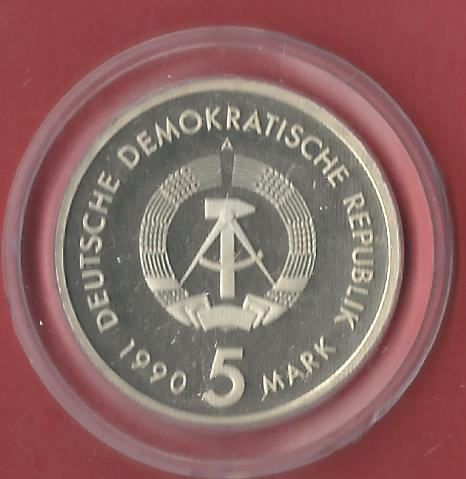 1990 DEUTSCHE DEMOKRATISCHE REPUBLIK
5 MARK